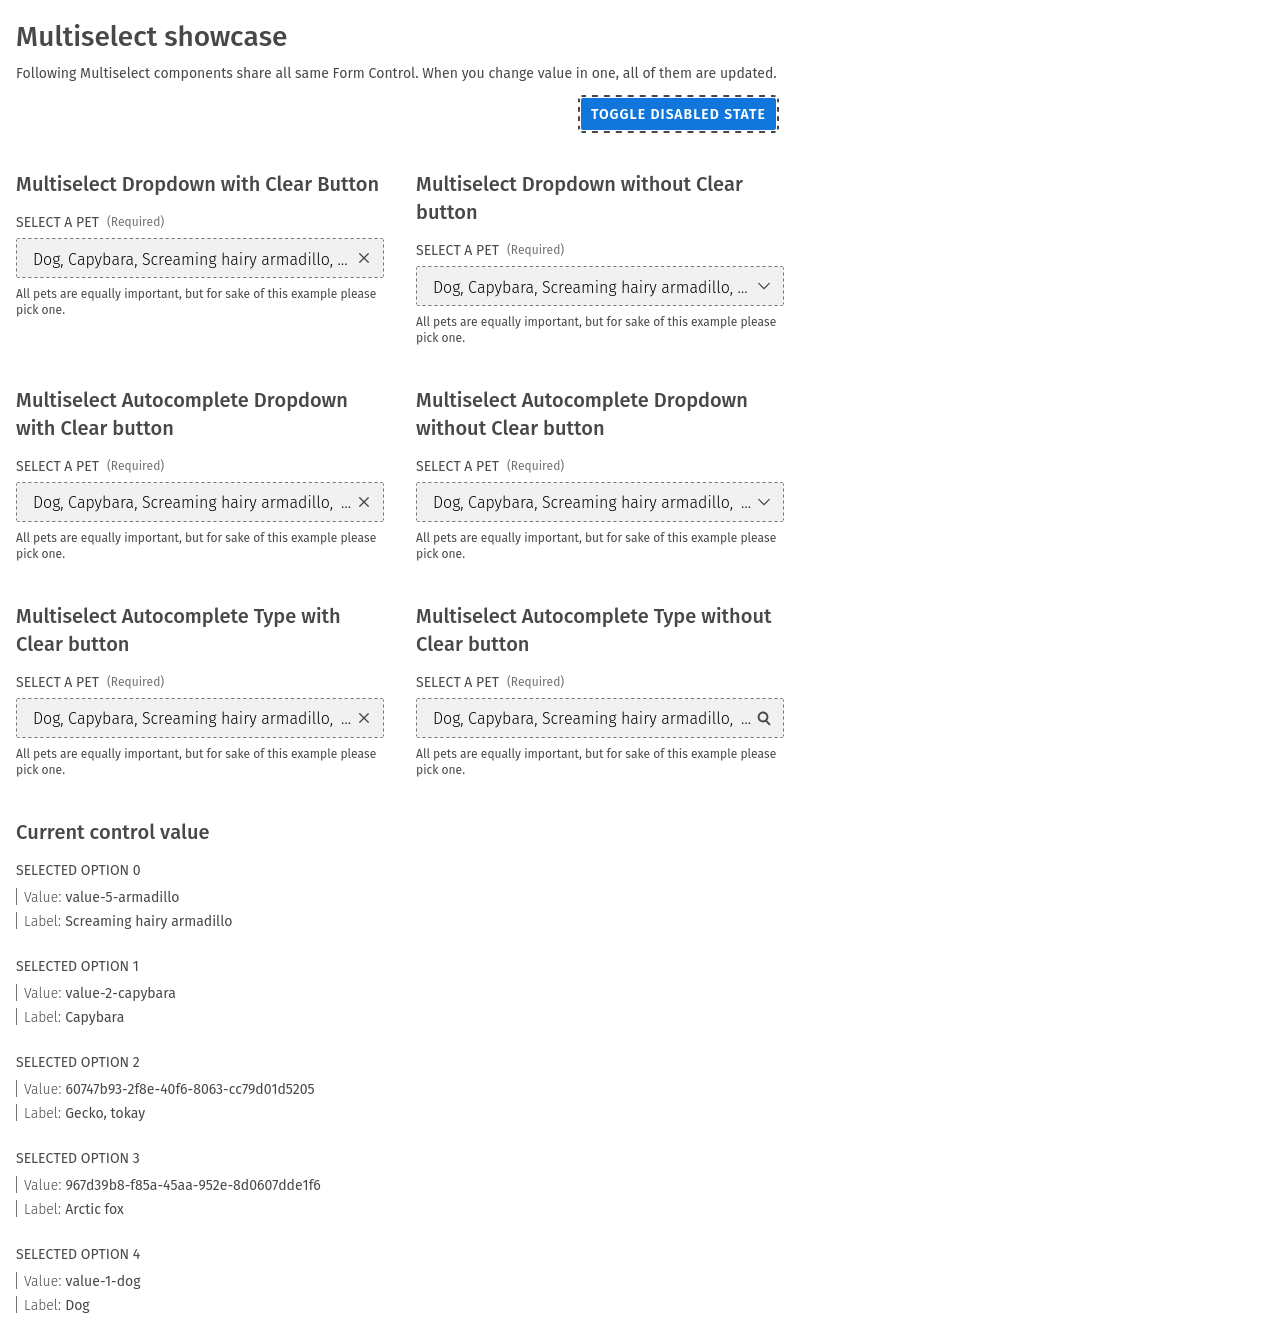 Multiselect showcase
Following Multiselect components share all same Form Control. When you change value in one, all of them are updated.
TOGGLE DISABLED STATE
Multiselect Dropdown with Clear Button
SELECT A PET (Required)
Dog, Capybara, Screaming hairy armadillo, ...
All pets are equally important, but for sake of this example please
pick one.
Multiselect Dropdown without Clear
button
SELECT A PET (Required)
Dog, Capybara, Screaming hairy armadillo, ...
All pets are equally important, but for sake of this example please
pick one.
Multiselect Autocomplete Dropdown
with Clear button
SELECT A PET (Required)
Dog, Capybara, Screaming hairy armadillo, ...
All pets are equally important, but for sake of this example please
pick one.
Multiselect Autocomplete Dropdown
without Clear button
SELECT A PET (Required)
Dog, Capybara, Screaming hairy armadillo, ...
All pets are equally important, but for sake of this example please
pick one.
Multiselect Autocomplete Type with
Clear button
SELECT A PET (Required)
Dog, Capybara, Screaming hairy armadillo, ...
All pets are equally important, but for sake of this example please
pick one.
Multiselect Autocomplete Type without
Clear button
SELECT A PET (Required)
Dog, Capybara, Screaming hairy armadillo, ...
All pets are equally important, but for sake of this example please
pick one.
Current control value
SELECTED OPTION 0
Value: value-5-armadillo
Label: Screaming hairy armadillo
SELECTED OPTION 1
Value: value-2-capybara
Label: Capybara
SELECTED OPTION 2
Value: 60747b93-2f8e-40f6-8063-cc79d01d5205
Label: Gecko, tokay
SELECTED OPTION 3
Value: 967d39b8-f85a-45aa-952e-8d0607dde1f6
Label: Arctic fox
SELECTED OPTION 4
Value: value-1-dog
Label: Dog